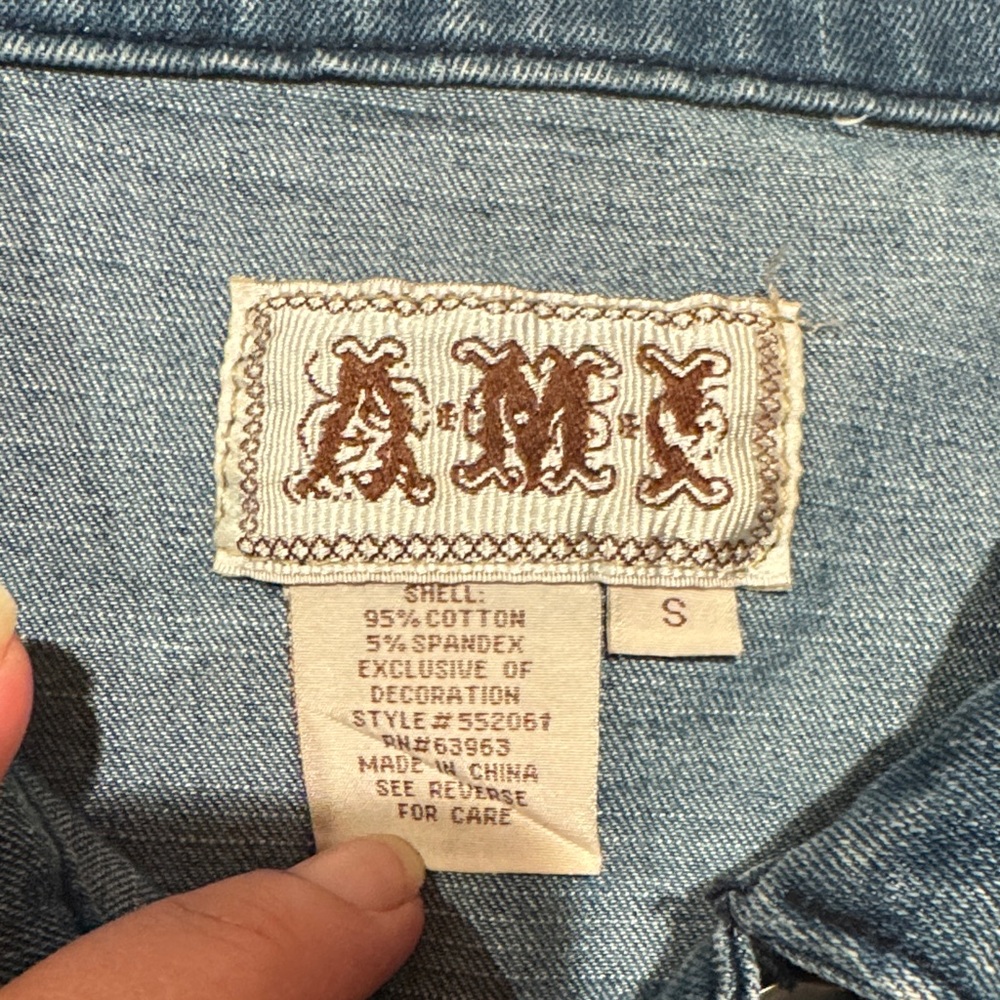 A·M·I
SHELL:
95% COTTON
5% SPANDEX
EXCLUSIVE OF
DECORATION
STYLE#552061
RN#63963
MADE IN CHINA
SEE REVERSE
FOR CARE
S